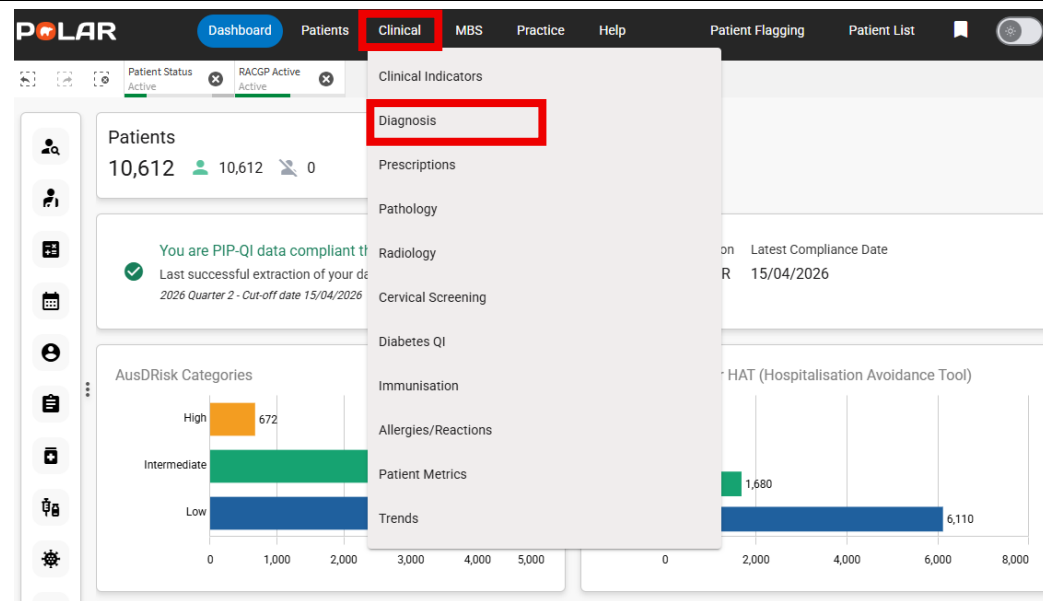 POLAR
Dashboard Patients Clinical MBS Practice Help Patient Flagging Patient List
Patient Status
Active
RACGP Active
Active
Clinical Indicators
Diagnosis
Prescriptions
Pathology
Radiology
Cervical Screening
Diabetes QI
Immunisation
Allergies/Reactions
Patient Metrics
Trends
Patients
10,612 10,612 0
You are PIP-QI data compliant
Last successful extraction of your
2026 Quarter 2 - Cut-off date 15/04/2026
Latest Compliance Date
R 15/04/2026
AusDRisk Categories
High 672
Intermediate
Low
0 1,000 2,000 3,000 4,000 5,000
HAT (Hospitalisation Avoidance Tool)
1,680
6,110
0 2,000 4,000 6,000 8,000